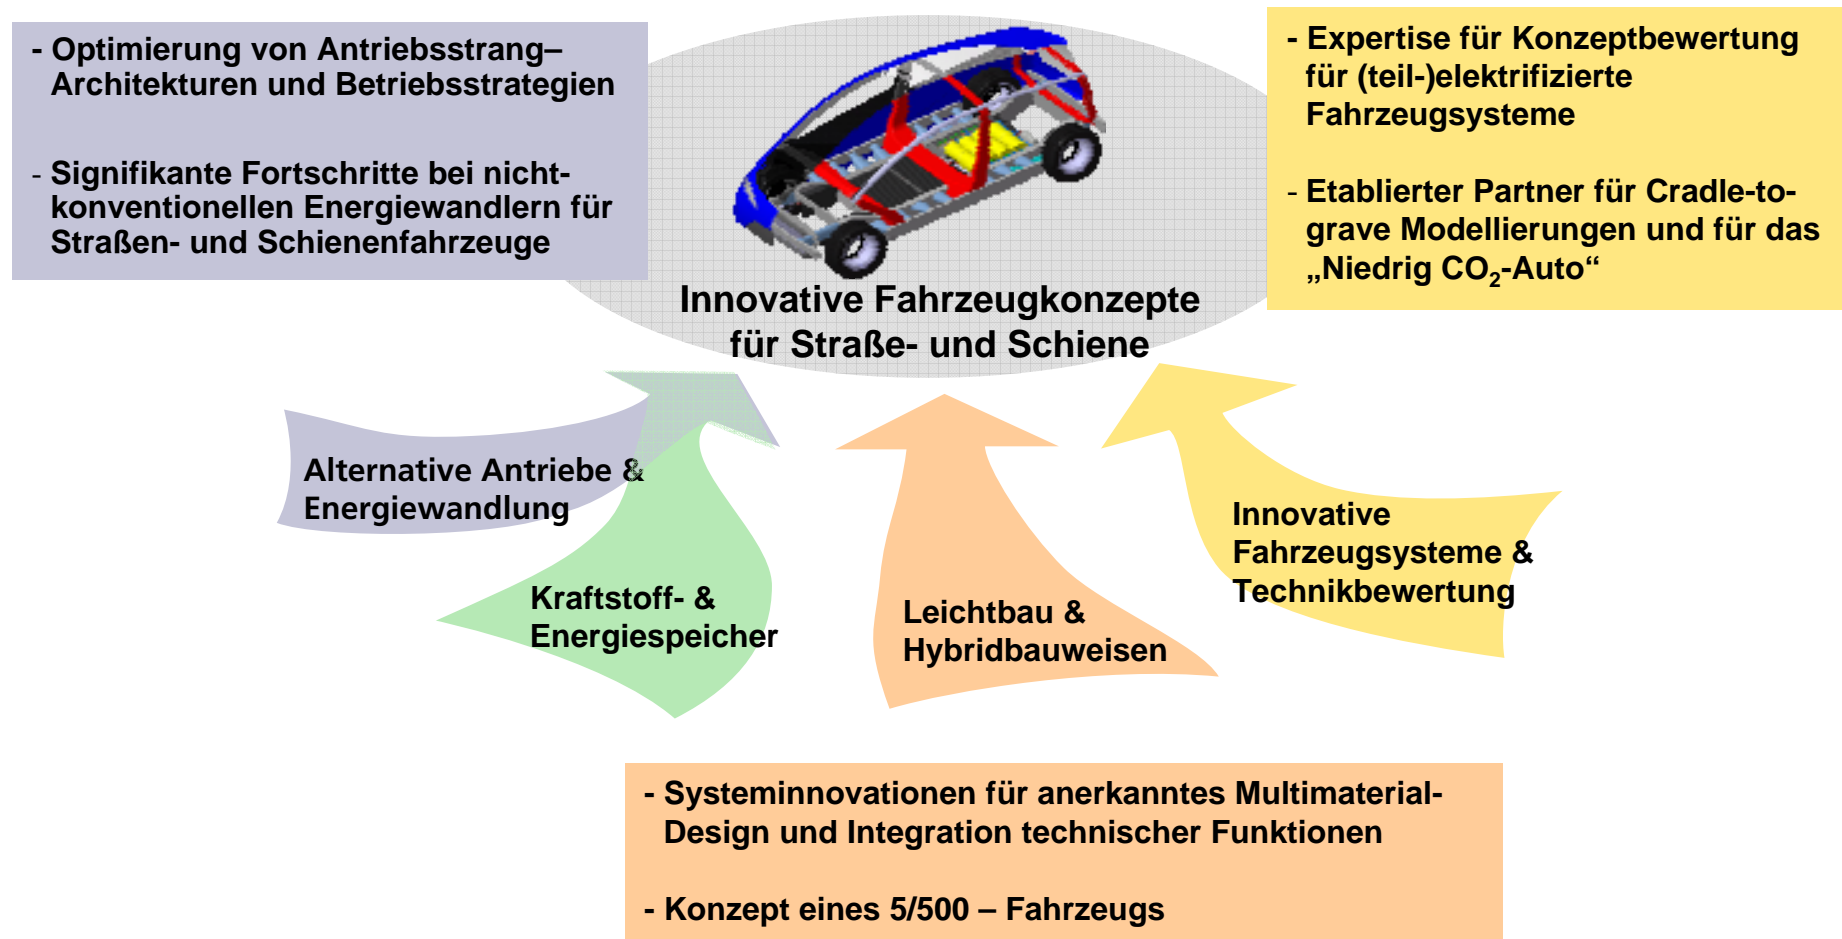 - Optimierung von Antriebsstrang–
Architekturen und Betriebsstrategien
- Signifikante Fortschritte bei nicht-
konventionellen Energiewandlern für
Straßen- und Schienenfahrzeuge
- Expertise für Konzeptbewertung
für (teil-)elektrifizierte
Fahrzeugsysteme
- Etablierter Partner für Cradle-to-
grave Modellierungen und für das
„Niedrig CO₂-Auto“
Innovative Fahrzeugkonzepte
für Straße- und Schiene
Alternative Antriebe &
Energiewandlung
Kraftstoff- &
Energiespeicher
Leichtbau &
Hybridbauweisen
Innovative
Fahrzeugsysteme &
Technikbewertung
- Systeminnovationen für anerkanntes Multimaterial-
Design und Integration technischer Funktionen
- Konzept eines 5/500 – Fahrzeugs